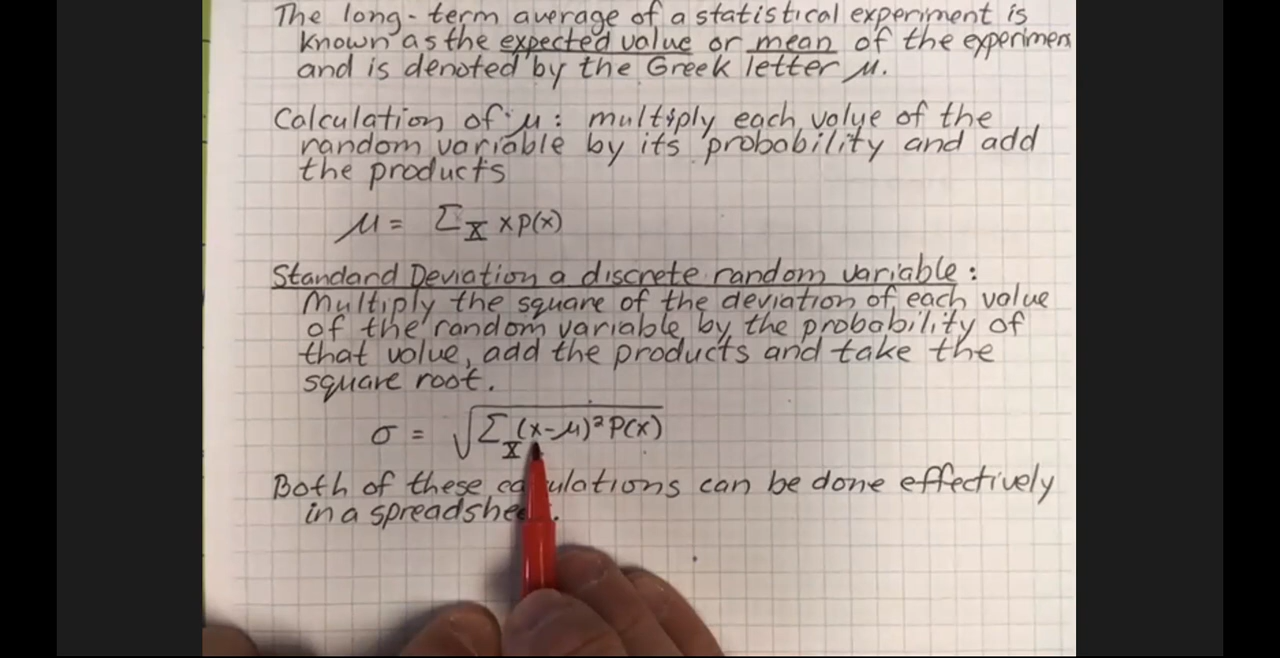 The long-term average of a statistical experiment is
known as the expected value or mean of the experimen
and is denoted by the Greek letter μ.
Calculation of μ: multiply each value of the
random variable by its probability and add
the products
μ = Σ_X x p(x)
Standard Deviation a discrete random variable:
Multiply the square of the deviation of each value
of the random variable by the probability of
that value, add the products and take the
square root.
σ = √Σ_X (x-μ)² P(x)
Both of these calculations can be done effectively
in a spreadshee.